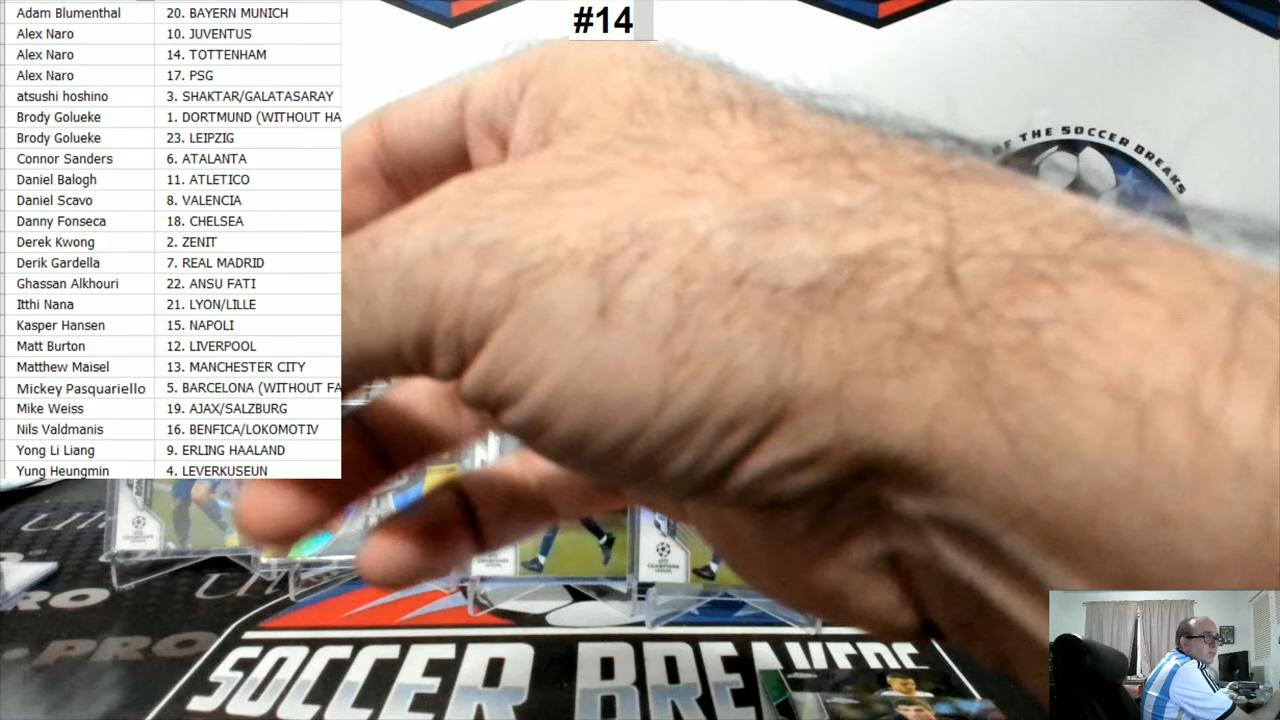 #14
Adam Blumenthal 20. BAYERN MUNICH
Alex Naro 10. JUVENTUS
Alex Naro 14. TOTTENHAM
Alex Naro 17. PSG
atsushi hoshino 3. SHAKTAR/GALATASARAY
Brody Golueke 1. DORTMUND (WITHOUT HA
Brody Golueke 23. LEIPZIG
Connor Sanders 6. ATALANTA
Daniel Balogh 11. ATLETICO
Daniel Scavo 8. VALENCIA
Danny Fonseca 18. CHELSEA
Derek Kwong 2. ZENIT
Derik Gardella 7. REAL MADRID
Ghassan Alkhouri 22. ANSU FATI
Itthi Nana 21. LYON/LILLE
Kasper Hansen 15. NAPOLI
Matt Burton 12. LIVERPOOL
Matthew Maisel 13. MANCHESTER CITY
Mickey Pasquariello 5. BARCELONA (WITHOUT FA
Mike Weiss 19. AJAX/SALZBURG
Nils Valdmanis 16. BENFICA/LOKOMOTIV
Yong Li Liang 9. ERLING HAALAND
Yung Heungmin 4. LEVERKUSEUN
OF THE SOCCER BREAKS
PRO
SOCCER BREAKERS